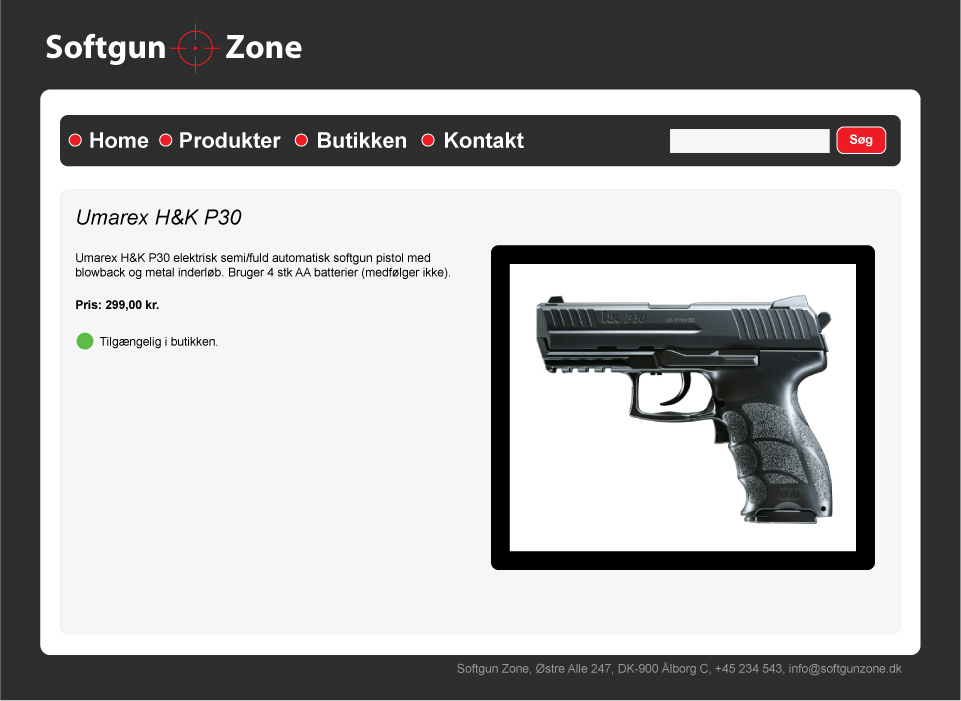 Softgun Zone
Home Produkter Butikken Kontakt Søg
Umarex H&K P30
Umarex H&K P30 elektrisk semi/fuld automatisk softgun pistol med
blowback og metal inderløb. Bruger 4 stk AA batterier (medfølger ikke).
Pris: 299,00 kr.
Tilgængelig i butikken.
Softgun Zone, Østre Alle 247, DK-900 Ålborg C, +45 234 543, info@softgunzone.dk